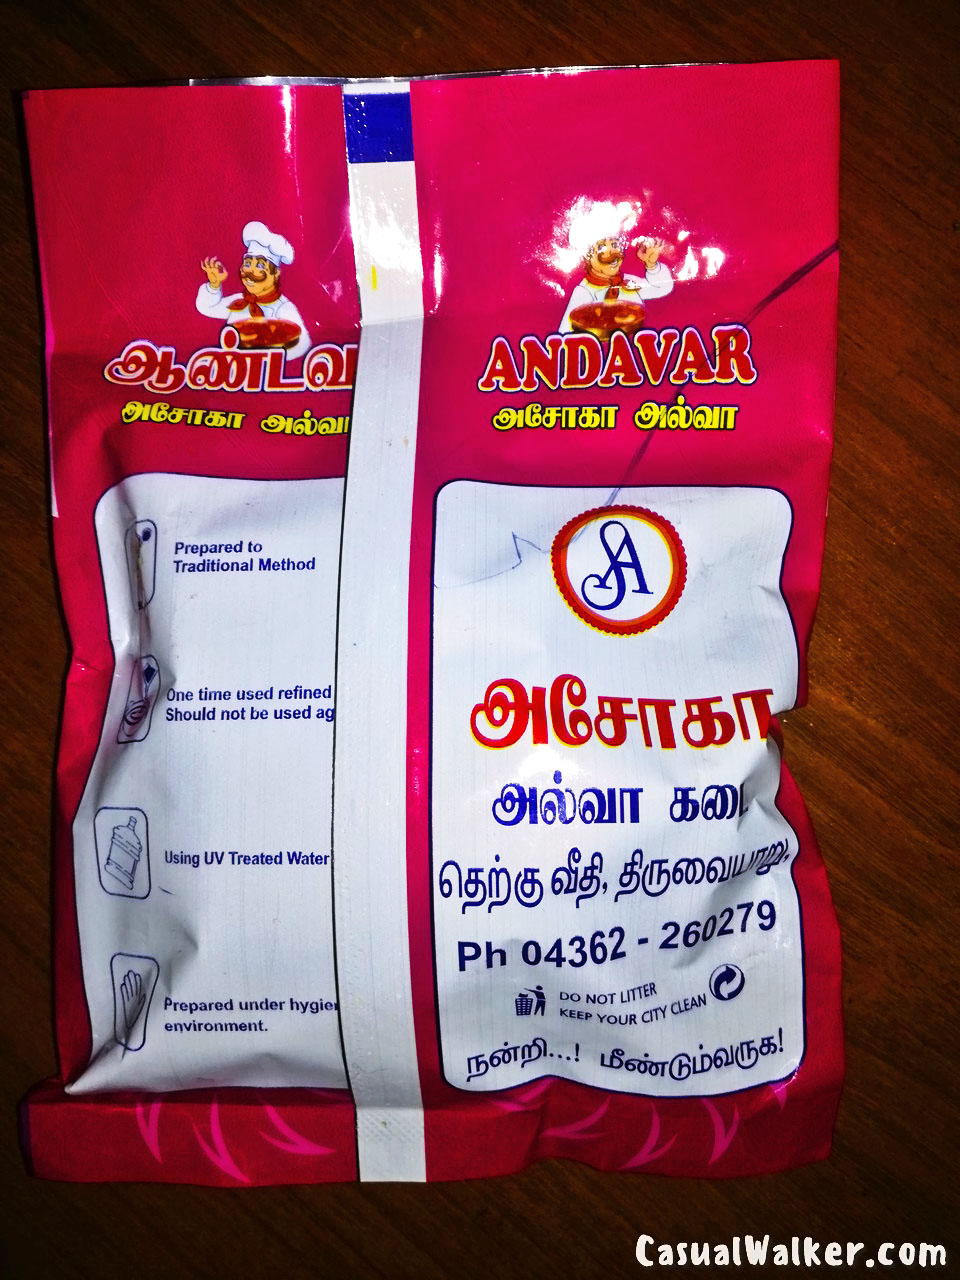 ஆண்டவ
அசோகா அல்வா
Prepared to
Traditional Method
One time used refined
Should not be used ag
Using UV Treated Water
Prepared under hygien
environment.
ANDAVAR
அசோகா அல்வா
SA
அசோகா
அல்வா கடை
தெற்கு வீதி, திருவையாறு,
Ph 04362 - 260279
DO NOT LITTER
KEEP YOUR CITY CLEAN
நன்றி...! மீண்டும்வருக!
CasualWalker.com